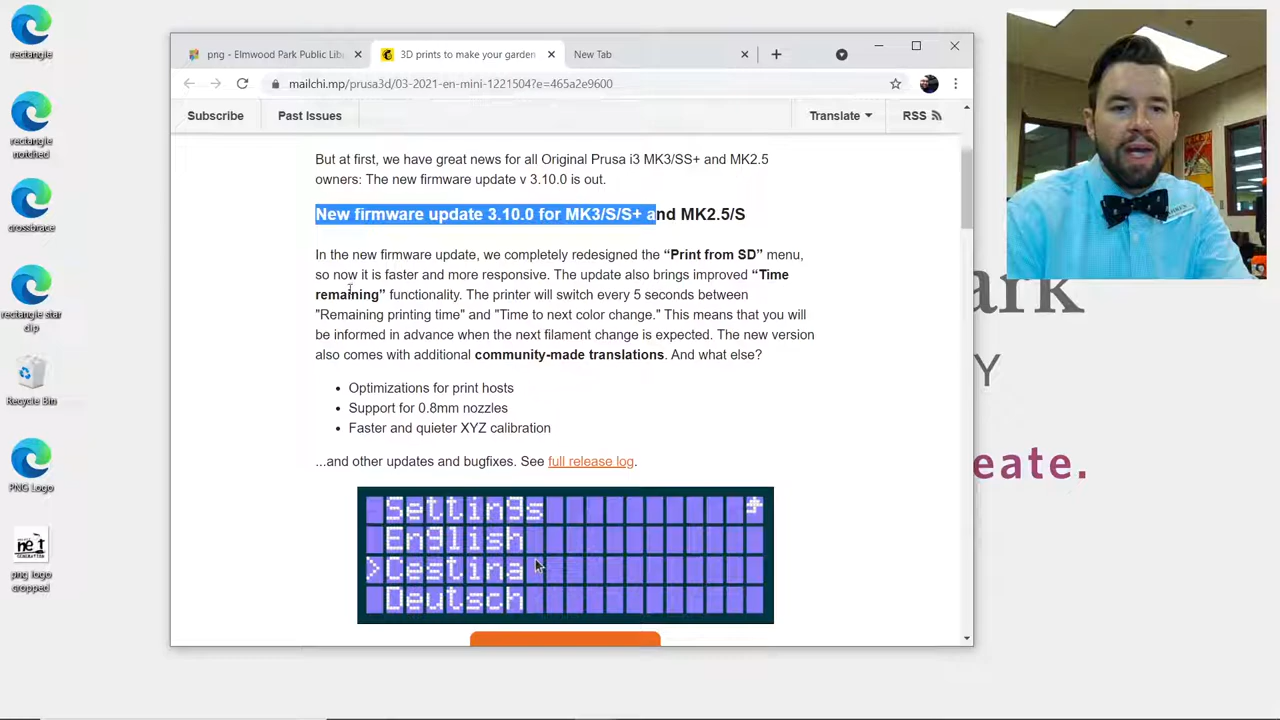 rectangle
rectangle notched
crossbrace
rectangle star clip
Recycle Bin
PNG Logo
png logo cropped
png - Elmwood Park Public Lib
3D prints to make your garden
New Tab
mailchi.mp/prusa3d/03-2021-en-mini-1221504?e=465a2e9600
Subscribe
Past Issues
Translate
RSS
But at first, we have great news for all Original Prusa i3 MK3/SS+ and MK2.5
owners: The new firmware update v 3.10.0 is out.
New firmware update 3.10.0 for MK3/S/S+ and MK2.5/S
In the new firmware update, we completely redesigned the “Print from SD” menu,
so now it is faster and more responsive. The update also brings improved “Time
remaining” functionality. The printer will switch every 5 seconds between
"Remaining printing time" and "Time to next color change." This means that you will
be informed in advance when the next filament change is expected. The new version
also comes with additional community-made translations. And what else?
• Optimizations for print hosts
• Support for 0.8mm nozzles
• Faster and quieter XYZ calibration
...and other updates and bugfixes. See full release log.
Settings
English
>Cestina
Deutsch
ark
Y
eate.